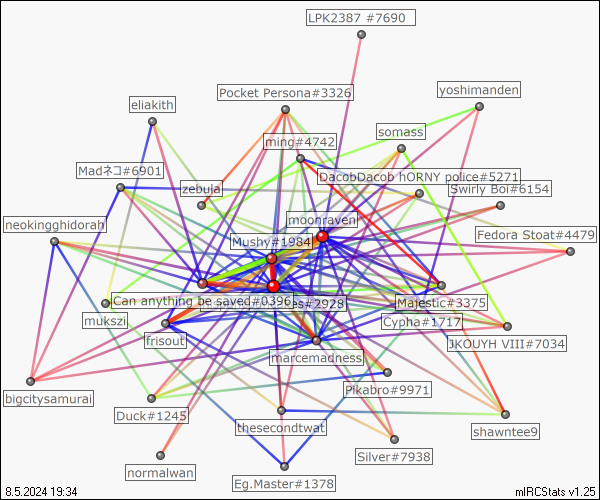 LPK2387 #7690
yoshimanden
Pocket Persona#3326
eliakith
somass
ming#4742
Madネコ#6901
DacobDacob hORNY police#5271
zebula
Swirly Boi#6154
moonraven
neokingghidorah
Mushy#1984
Fedora Stoat#4479
Can anything be saved#0396
es#2928
Majestic#3375
mukszi
Cypha#1717
frisout
JKOUYH VIII#7034
marcemadness
Pikabro#9971
bigcitysamurai
Duck#1245
thesecondtwat
shawntee9
Silver#7938
normalwan
Eg.Master#1378
8.5.2024 19:34
mIRCStats v1.25